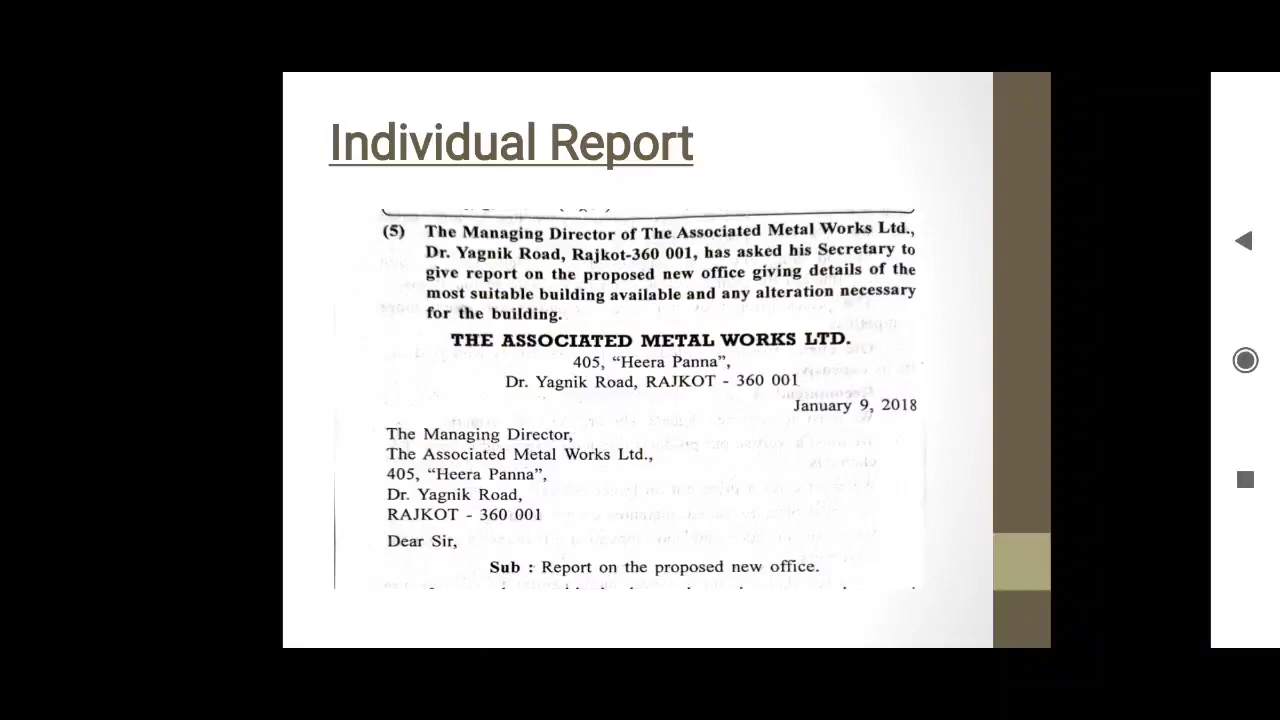 Individual Report
(5) The Managing Director of The Associated Metal Works Ltd.,
Dr. Yagnik Road, Rajkot-360 001, has asked his Secretary to
give report on the proposed new office giving details of the
most suitable building available and any alteration necessary
for the building.
THE ASSOCIATED METAL WORKS LTD.
405, “Heera Panna”,
Dr. Yagnik Road, RAJKOT - 360 001
January 9, 2018
The Managing Director,
The Associated Metal Works Ltd.,
405, “Heera Panna”,
Dr. Yagnik Road,
RAJKOT - 360 001
Dear Sir,
Sub : Report on the proposed new office.